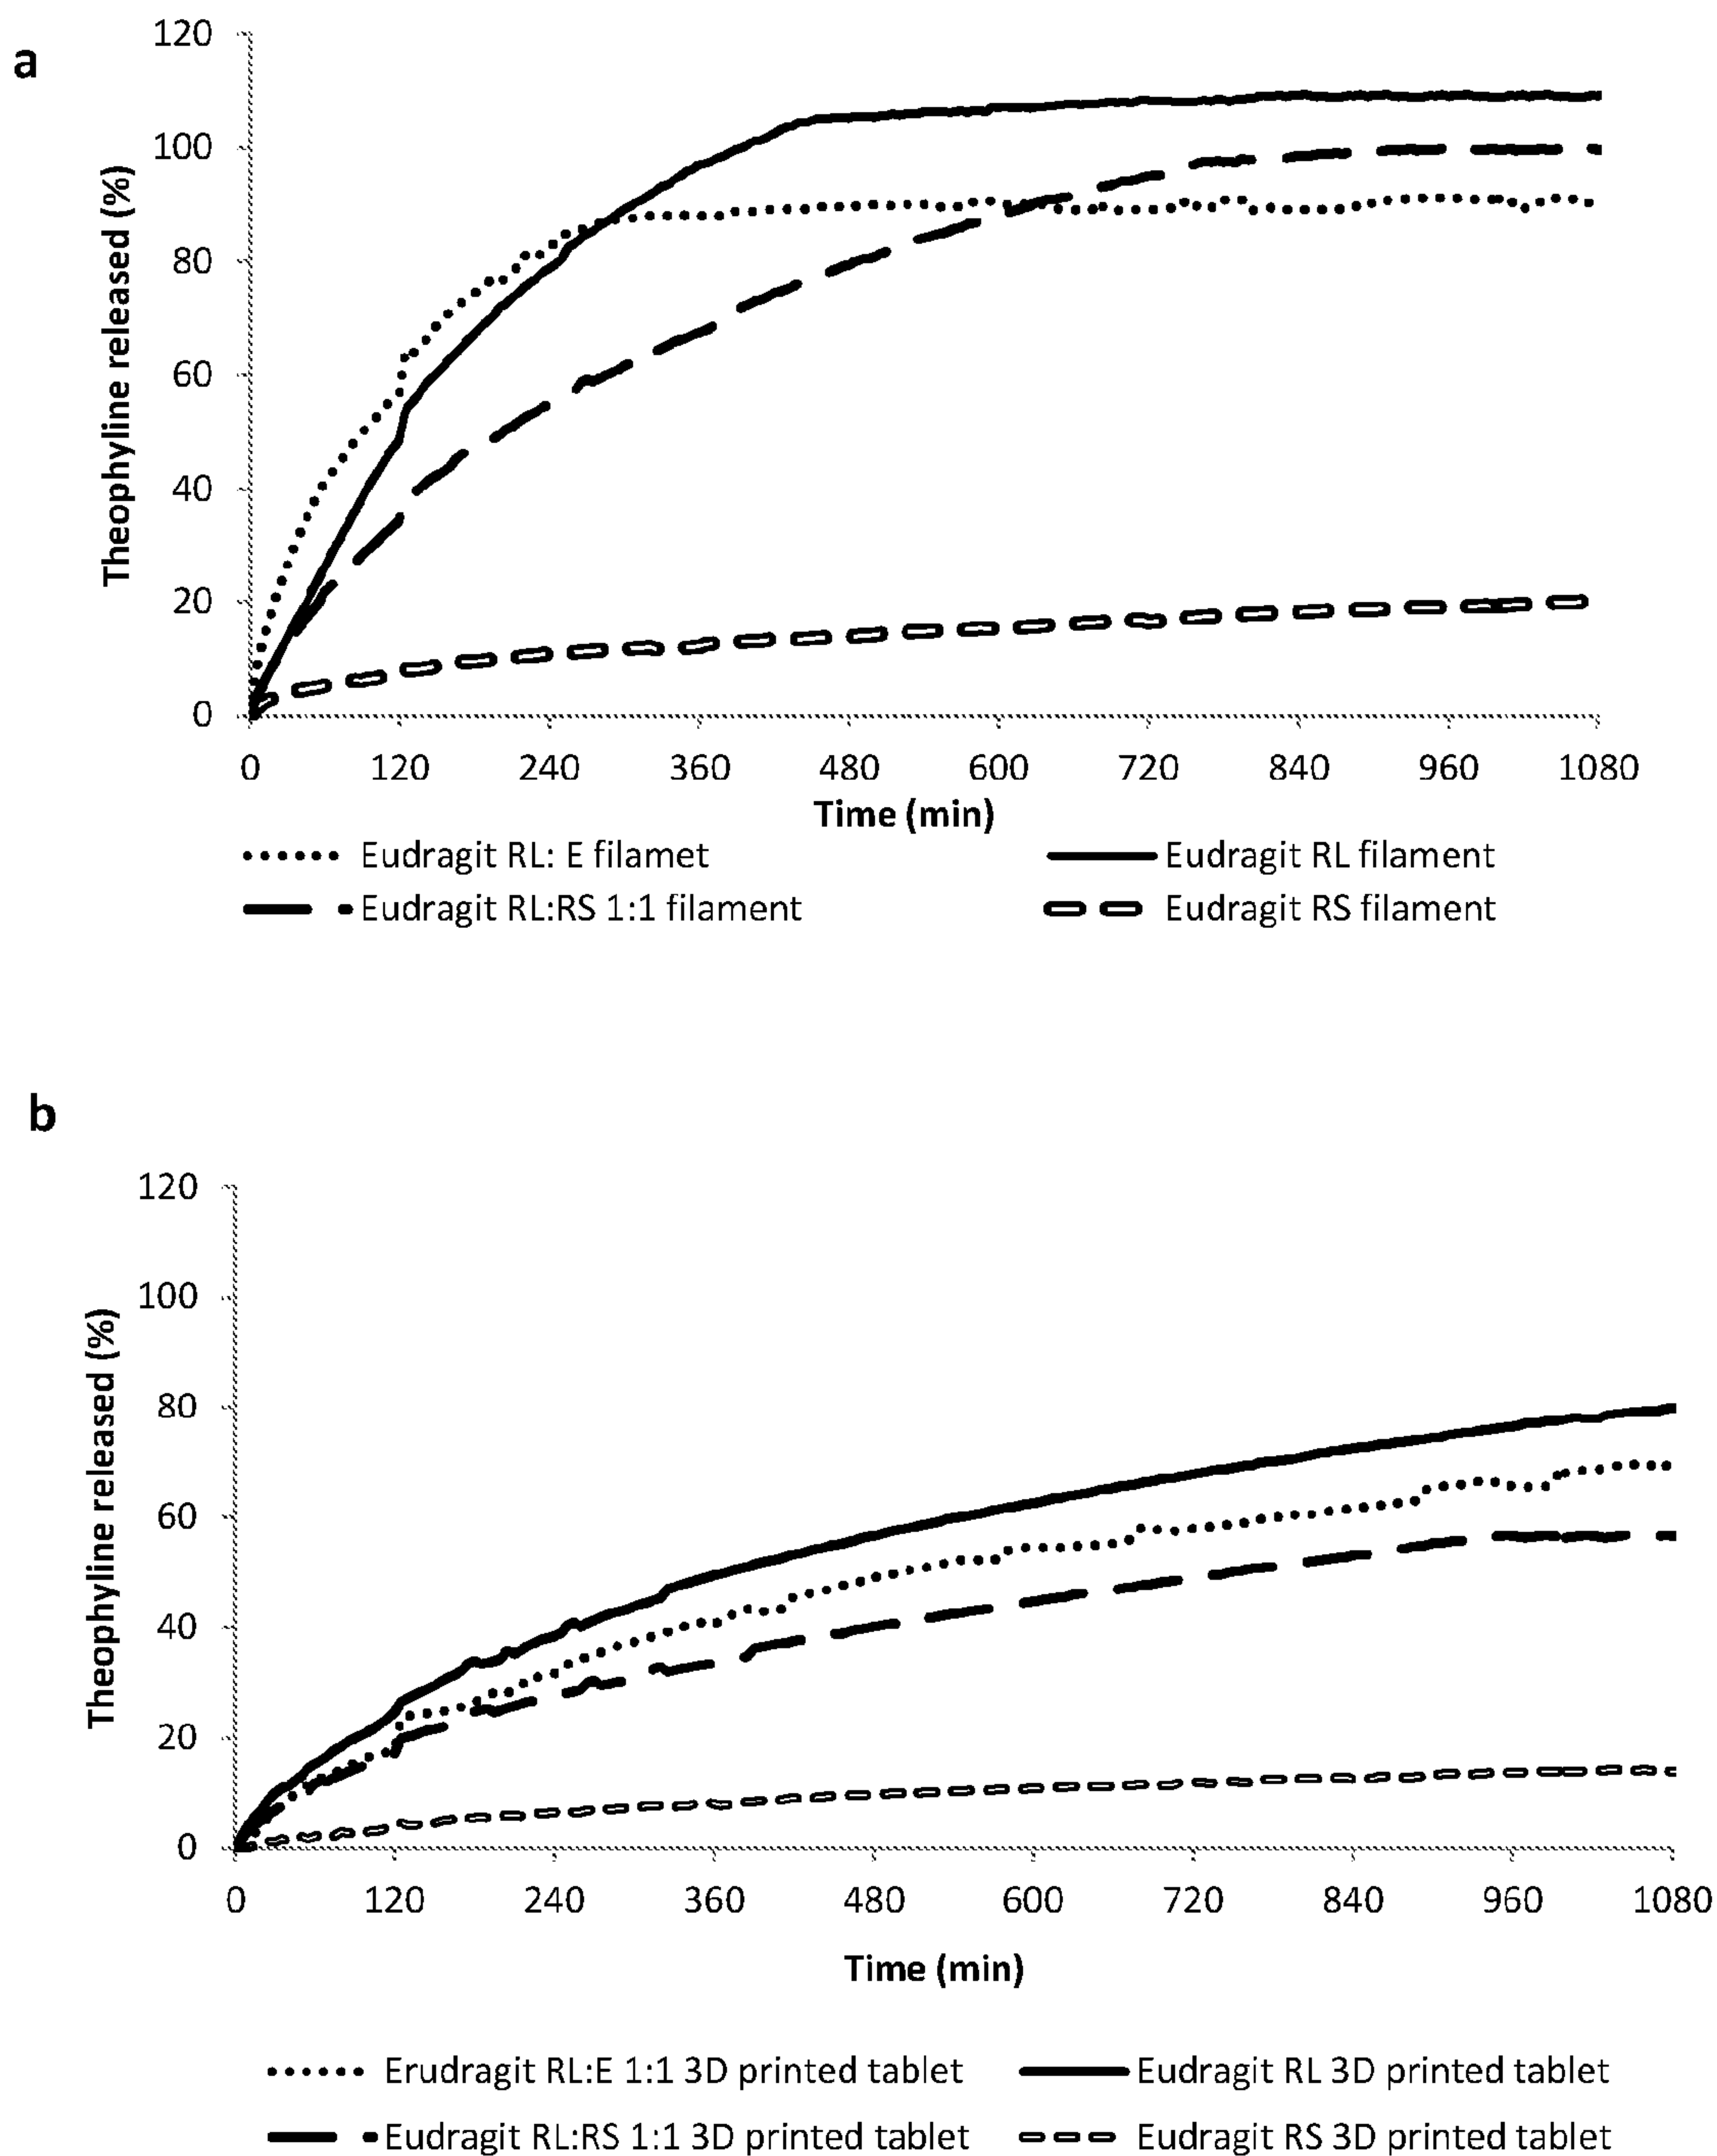 a
120
100
80
60
40
20
0
Theophyline released (%)
0 120 240 360 480 600 720 840 960 1080
Time (min)
Eudragit RL: E filamet
Eudragit RL filament
Eudragit RL:RS 1:1 filament
Eudragit RS filament
b
120
100
80
60
40
20
0
Theophyline released (%)
0 120 240 360 480 600 720 840 960 1080
Time (min)
Erudragit RL:E 1:1 3D printed tablet
Eudragit RL 3D printed tablet
Eudragit RL:RS 1:1 3D printed tablet
Eudragit RS 3D printed tablet